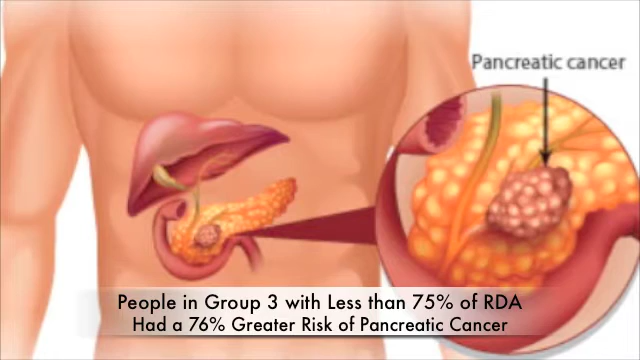 Pancreatic cancer
People in Group 3 with Less than 75% of RDA
Had a 76% Greater Risk of Pancreatic Cancer